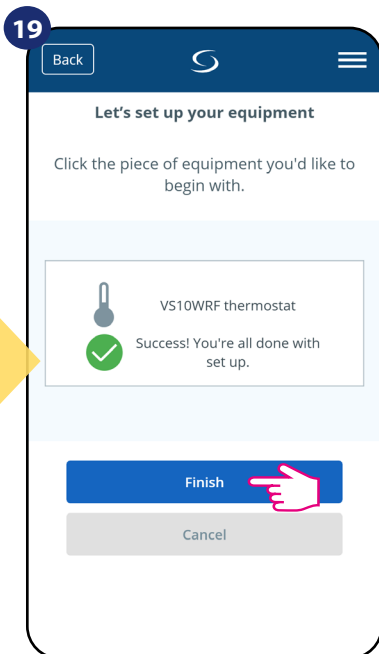 19
Back
Let's set up your equipment
Click the piece of equipment you'd like to
begin with.
VS10WRF thermostat
Success! You're all done with
set up.
Finish
Cancel